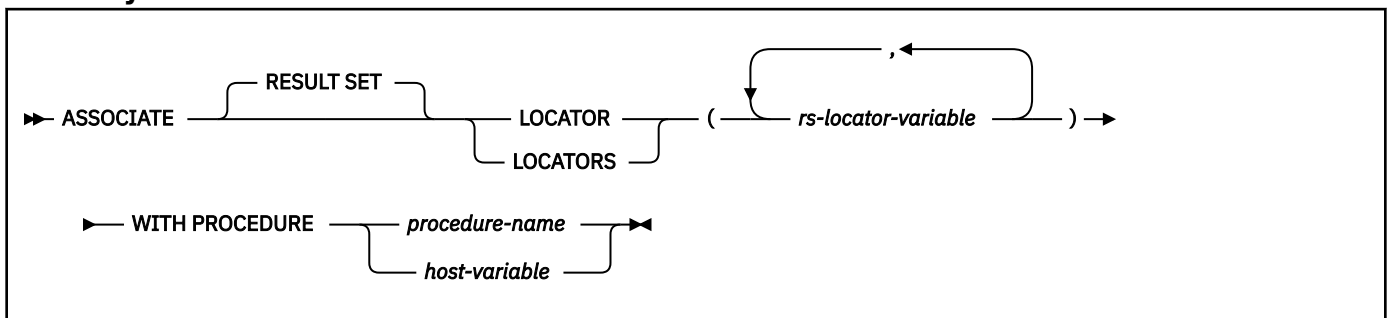 ,
RESULT SET
ASSOCIATE LOCATOR ( rs-locator-variable )
LOCATORS
WITH PROCEDURE procedure-name
host-variable